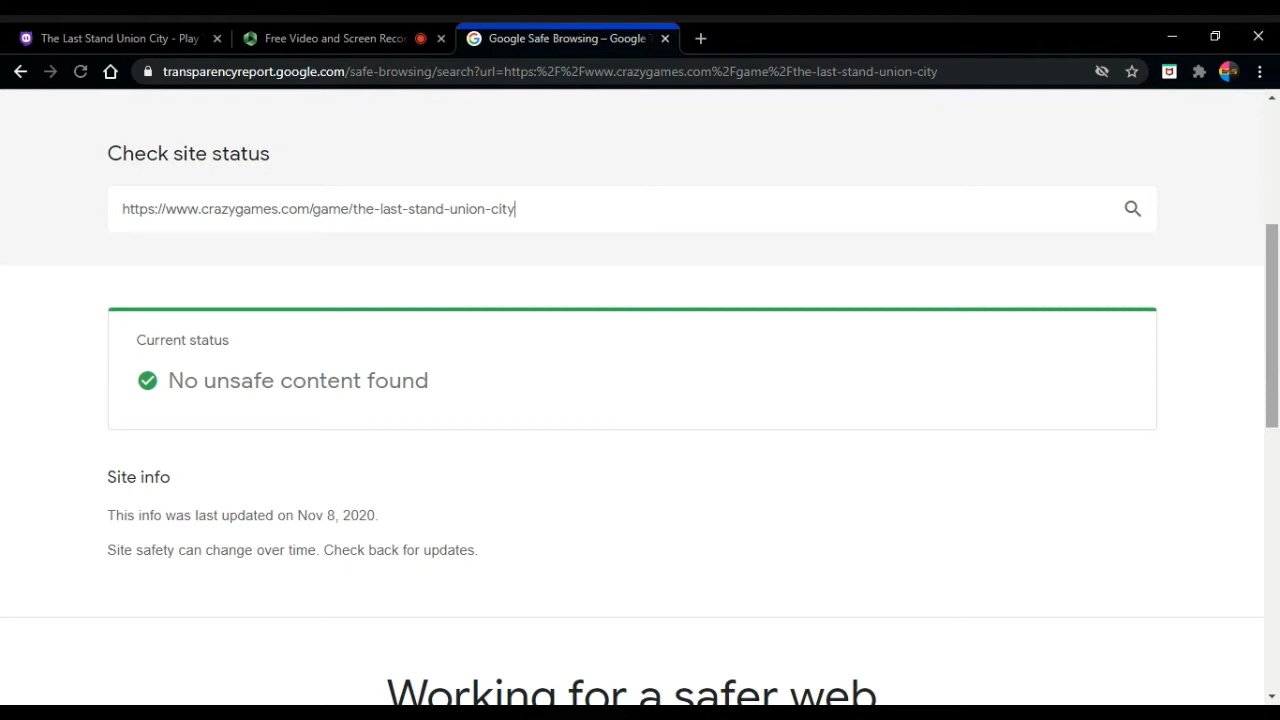 The Last Stand Union City - Play
Free Video and Screen Recor
Google Safe Browsing – Google
transparencyreport.google.com/safe-browsing/search?url=https:%2F%2Fwww.crazygames.com%2Fgame%2Fthe-last-stand-union-city
Check site status
https://www.crazygames.com/game/the-last-stand-union-city
Current status
No unsafe content found
Site info
This info was last updated on Nov 8, 2020.
Site safety can change over time. Check back for updates.
Working for a safer web